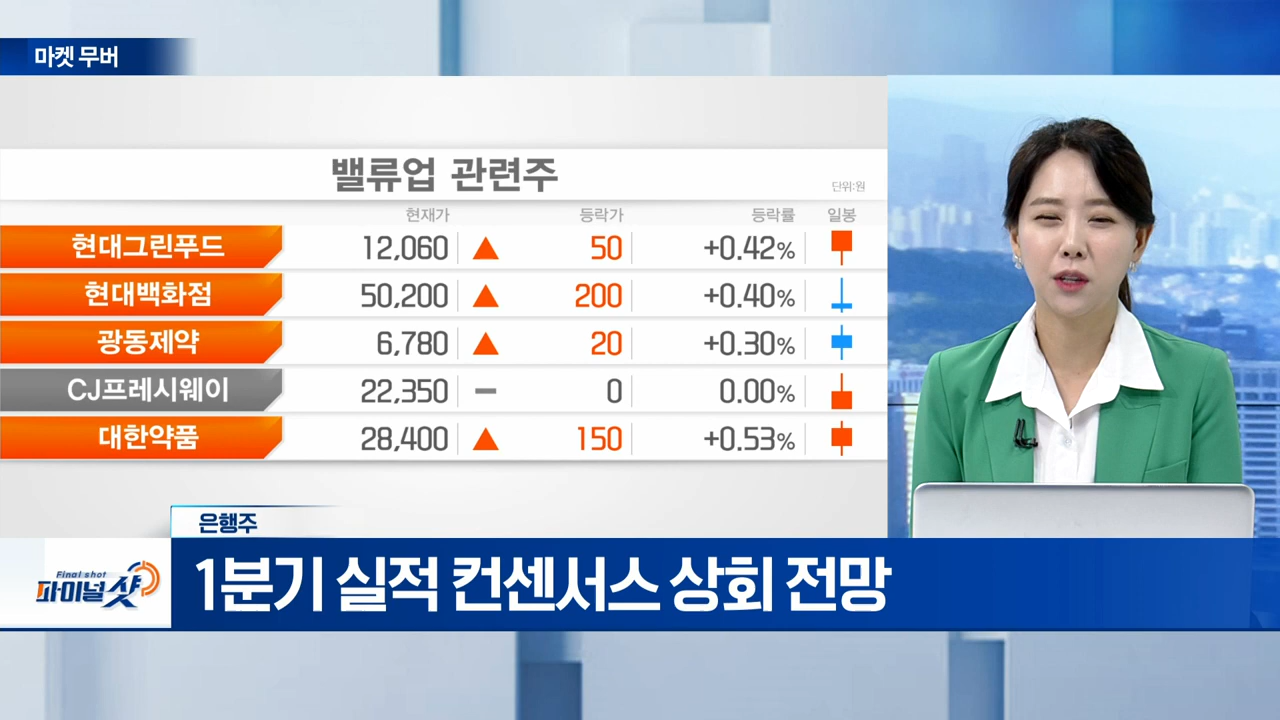 마켓 무버
밸류업 관련주
단위:원
현재가 등락가 등락률 일봉
현대그린푸드 12,060 ▲ 50 +0.42%
현대백화점 50,200 ▲ 200 +0.40%
광동제약 6,780 ▲ 20 +0.30%
CJ프레시웨이 22,350 - 0 0.00%
대한약품 28,400 ▲ 150 +0.53%
은행주
Final shot
파이널샷
1분기 실적 컨센서스 상회 전망